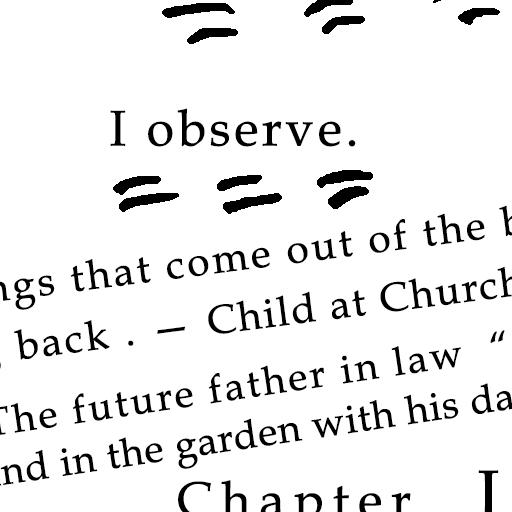 I observe.
ngs that come out of the b
back . — Child at Church
The future father in law “
nd in the garden with his da
Chapter I